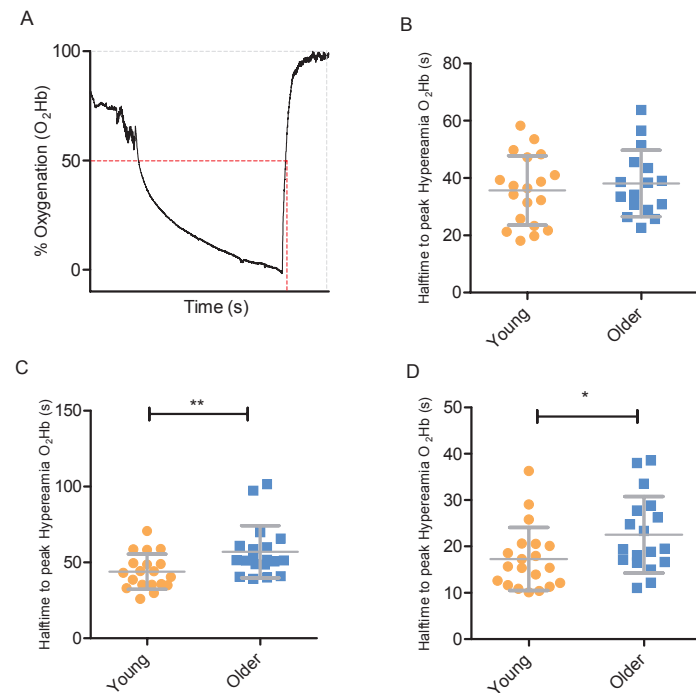 A
% Oxygenation (O2Hb)
100
50
0
Time (s)
B
Halftime to peak Hypereamia O2Hb (s)
80
60
40
20
0
Young
Older
C
Halftime to peak Hypereamia O2Hb (s)
150
100
50
0
**
Young
Older
D
Halftime to peak Hypereamia O2Hb (s)
50
40
30
20
10
0
*
Young
Older